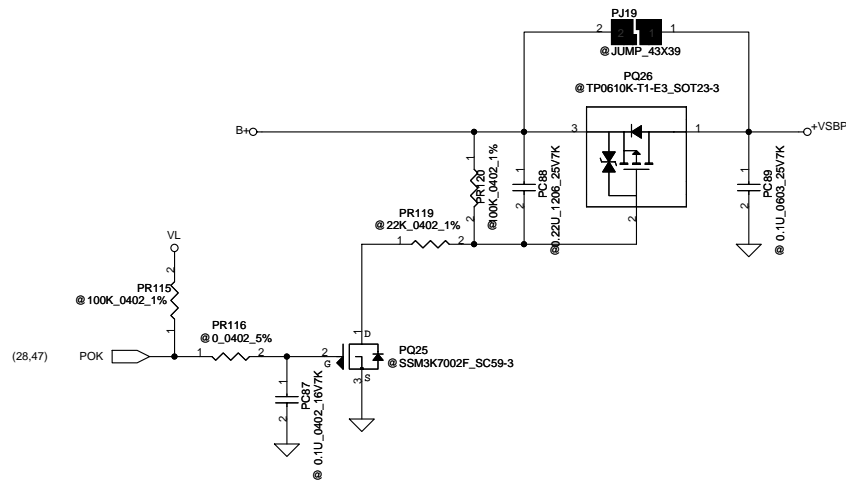 PJ19
2 2 1 1
@JUMP_43X39
PQ26
@TP0610K-T1-E3_SOT23-3
B+
3
1
+VSBP
1
PR120
2
@100K_0402_1%
1
PC88
2
@0.22U_1206_25V7K
2
1
PC89
2
@ 0.1U_0603_25V7K
PR119
1 2
@22K_0402_1%
VL
2
PR115
@100K_0402_1%
1
PR116
@0_0402_5%
(28,47)
POK
1 2
2
G
1
D
3
S
PQ25
@SSM3K7002F_SC59-3
1
PC87
2
@ 0.1U_0402_16V7K